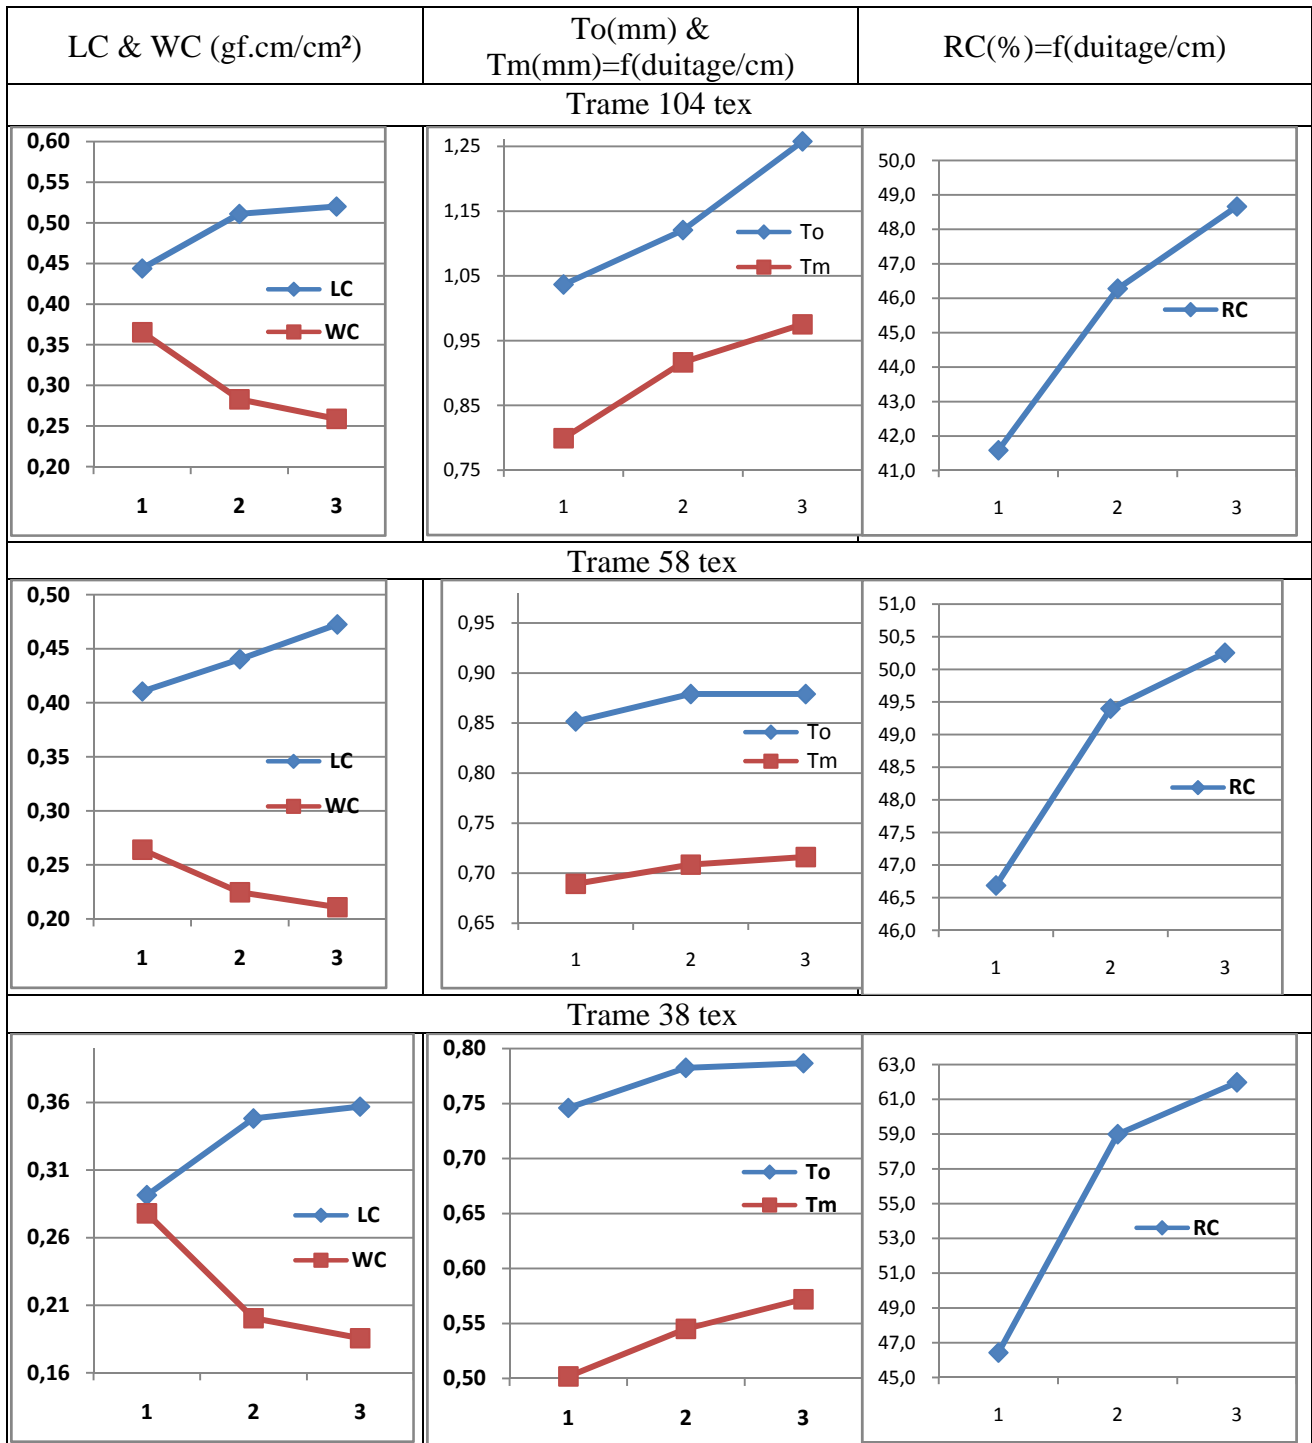 LC & WC (gf.cm/cm²)
To(mm) &
Tm(mm)=f(duitage/cm)
RC(%)=f(duitage/cm)
Trame 104 tex
0,60
0,55
0,50
0,45
0,40
0,35
0,30
0,25
0,20
LC
WC
1 2 3
1,25
1,15
1,05
0,95
0,85
0,75
To
Tm
1 2 3
50,0
49,0
48,0
47,0
46,0
45,0
44,0
43,0
42,0
41,0
RC
1 2 3
Trame 58 tex
0,50
0,45
0,40
0,35
0,30
0,25
0,20
LC
WC
1 2 3
0,95
0,90
0,85
0,80
0,75
0,70
0,65
To
Tm
1 2 3
51,0
50,5
50,0
49,5
49,0
48,5
48,0
47,5
47,0
46,5
46,0
RC
1 2 3
Trame 38 tex
0,36
0,31
0,26
0,21
0,16
LC
WC
1 2 3
0,80
0,75
0,70
0,65
0,60
0,55
0,50
To
Tm
1 2 3
63,0
61,0
59,0
57,0
55,0
53,0
51,0
49,0
47,0
45,0
RC
1 2 3